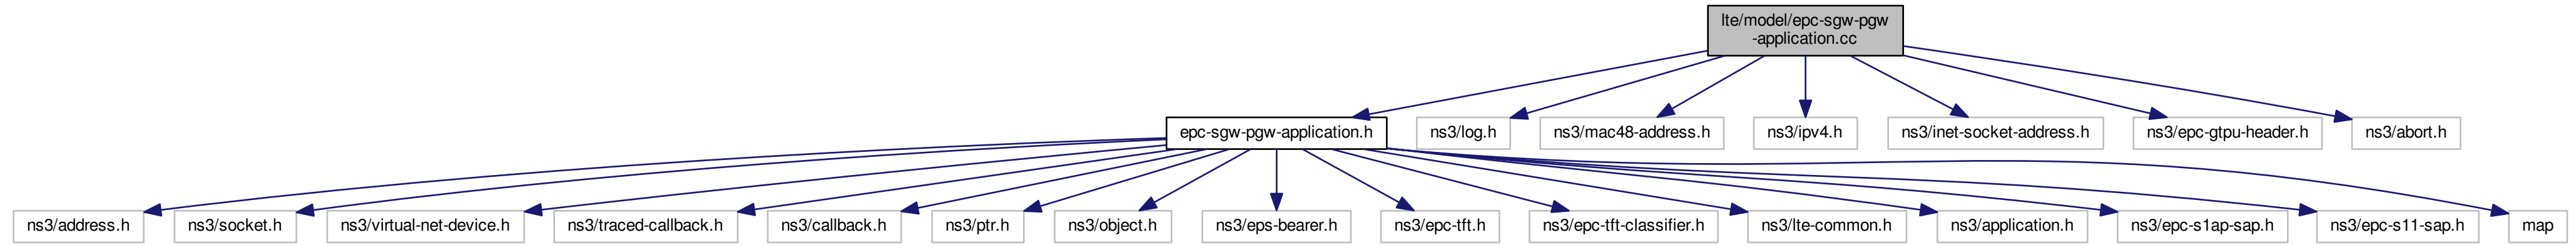 lte/model/epc-sgw-pgw
-application.cc
epc-sgw-pgw-application.h
ns3/log.h
ns3/mac48-address.h
ns3/ipv4.h
ns3/inet-socket-address.h
ns3/epc-gtpu-header.h
ns3/abort.h
ns3/address.h
ns3/socket.h
ns3/virtual-net-device.h
ns3/traced-callback.h
ns3/callback.h
ns3/ptr.h
ns3/object.h
ns3/eps-bearer.h
ns3/epc-tft.h
ns3/epc-tft-classifier.h
ns3/lte-common.h
ns3/application.h
ns3/epc-s1ap-sap.h
ns3/epc-s11-sap.h
map